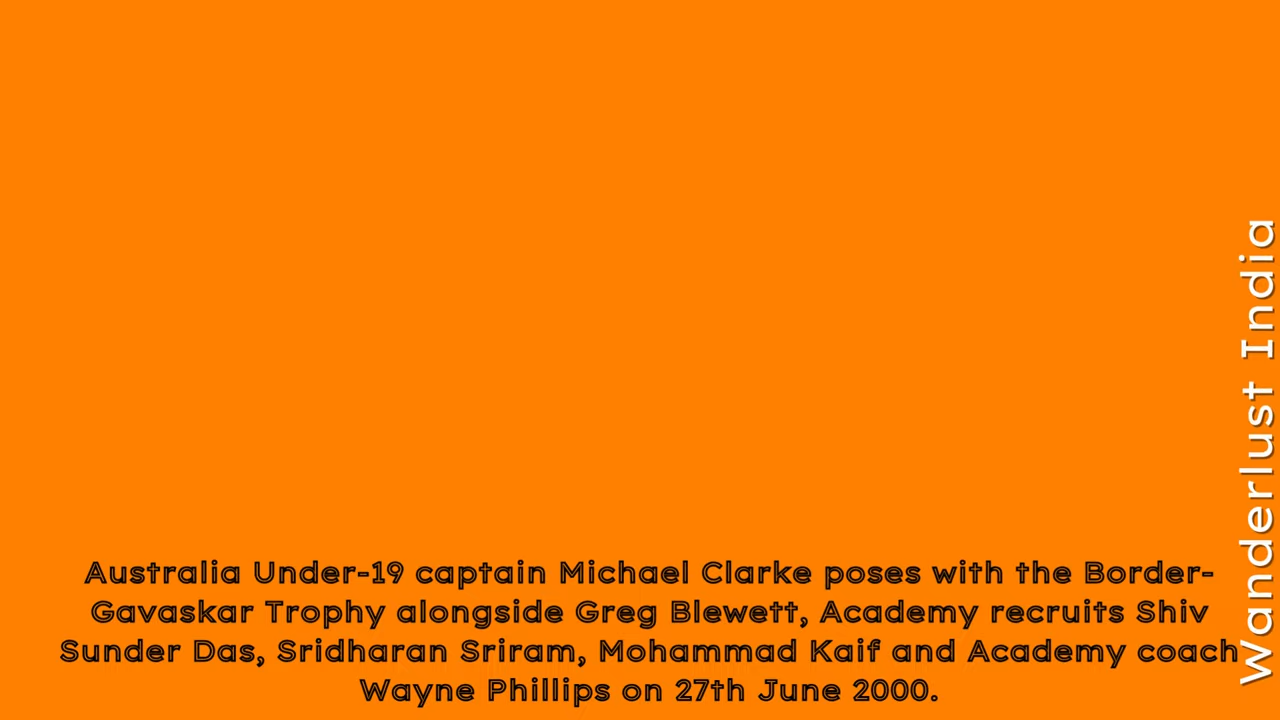 Australia Under-19 captain Michael Clarke poses with the Border-
Gavaskar Trophy alongside Greg Blewett, Academy recruits Shiv
Sunder Das, Sridharan Sriram, Mohammad Kaif and Academy coach
Wayne Phillips on 27th June 2000.
Wanderlust India